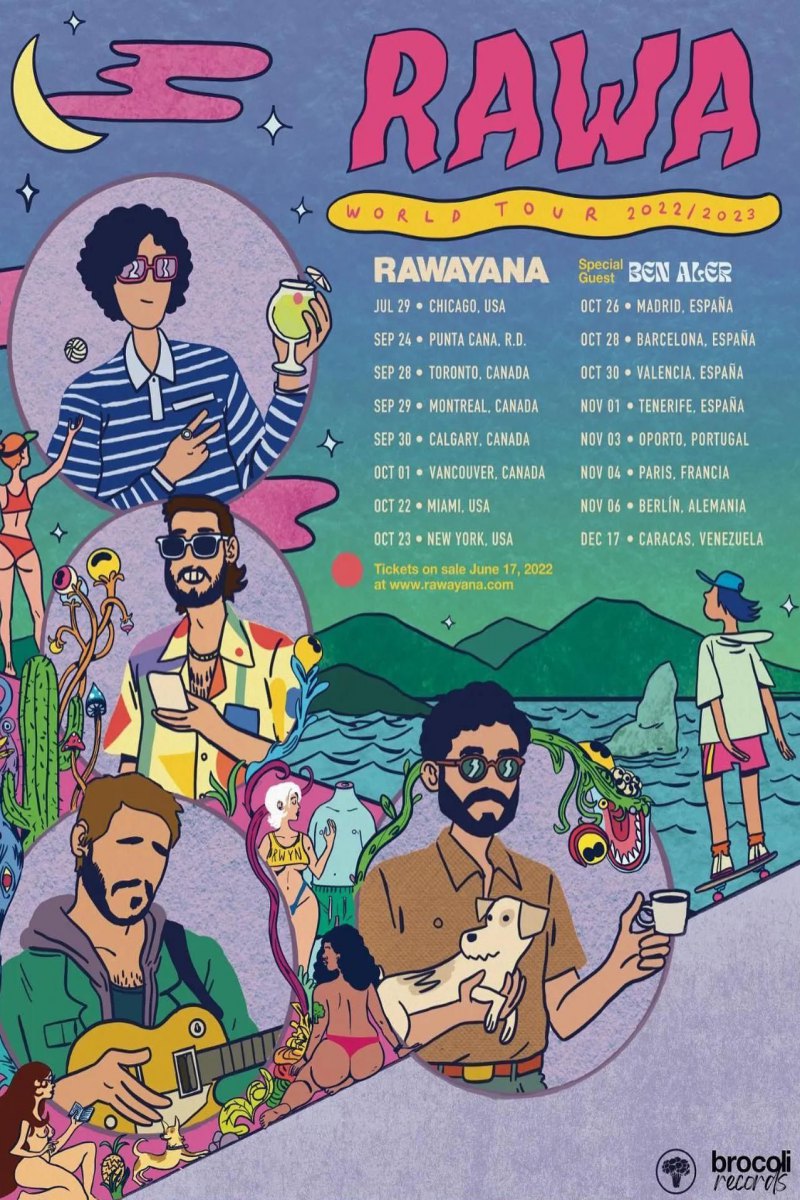 RAWA
WORLD TOUR 2022/2023
RAWAYANA
JUL 29 • CHICAGO, USA
SEP 24 • PUNTA CANA, R.D.
SEP 28 • TORONTO, CANADA
SEP 29 • MONTREAL, CANADA
SEP 30 • CALGARY, CANADA
OCT 01 • VANCOUVER, CANADA
OCT 22 • MIAMI, USA
OCT 23 • NEW YORK, USA
Special
Guest
BEN ALER
OCT 26 • MADRID, ESPAÑA
OCT 28 • BARCELONA, ESPAÑA
OCT 30 • VALENCIA, ESPAÑA
NOV 01 • TENERIFE, ESPAÑA
NOV 03 • OPORTO, PORTUGAL
NOV 04 • PARIS, FRANCIA
NOV 06 • BERLÍN, ALEMANIA
DEC 17 • CARACAS, VENEZUELA
Tickets on sale June 17, 2022
at www.rawayana.com
RWYN
brocoli
records